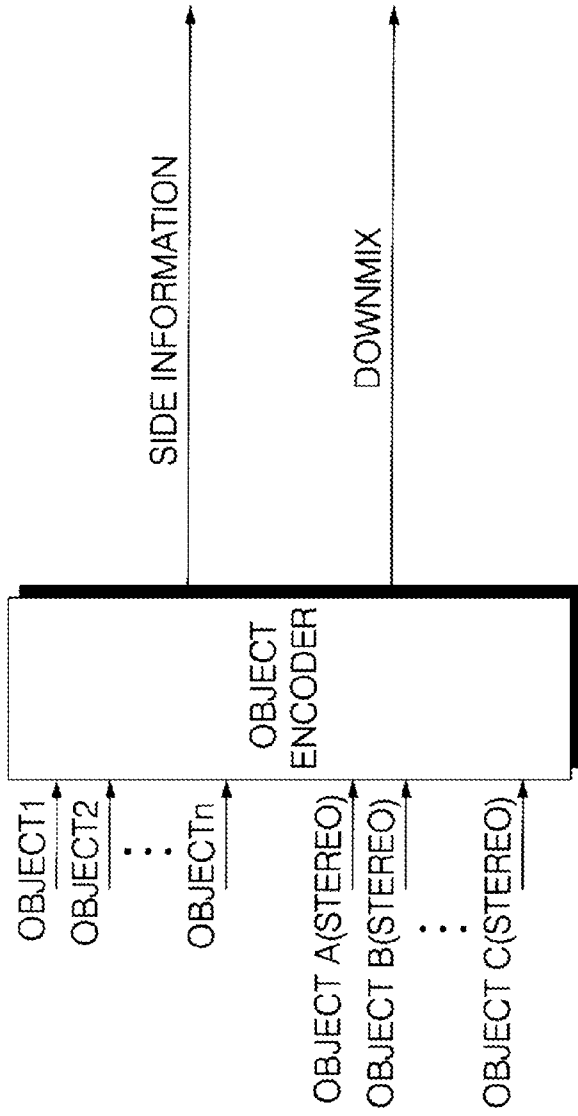 OBJECT1
OBJECT2
• • •
OBJECTn
OBJECT A(STEREO)
OBJECT B(STEREO)
• • •
OBJECT C(STEREO)
OBJECT
ENCODER
SIDE INFORMATION
DOWNMIX